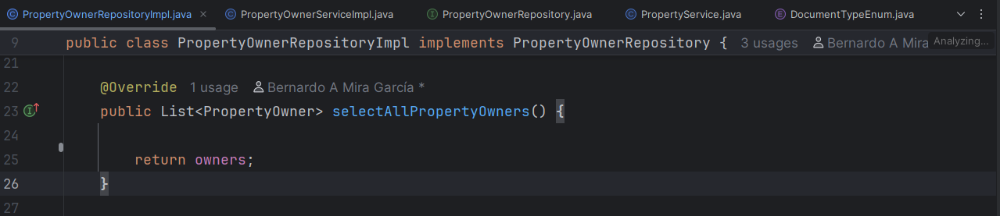 PropertyOwnerRepositoryImpl.java PropertyOwnerServiceImpl.java PropertyOwnerRepository.java PropertyService.java DocumentTypeEnum.java
9 public class PropertyOwnerRepositoryImpl implements PropertyOwnerRepository { 3 usages Bernardo A Mira Analyzing...
21
22 @Override 1 usage Bernardo A Mira García *
23 public List<PropertyOwner> selectAllPropertyOwners() {
24
25 return owners;
26 }
27